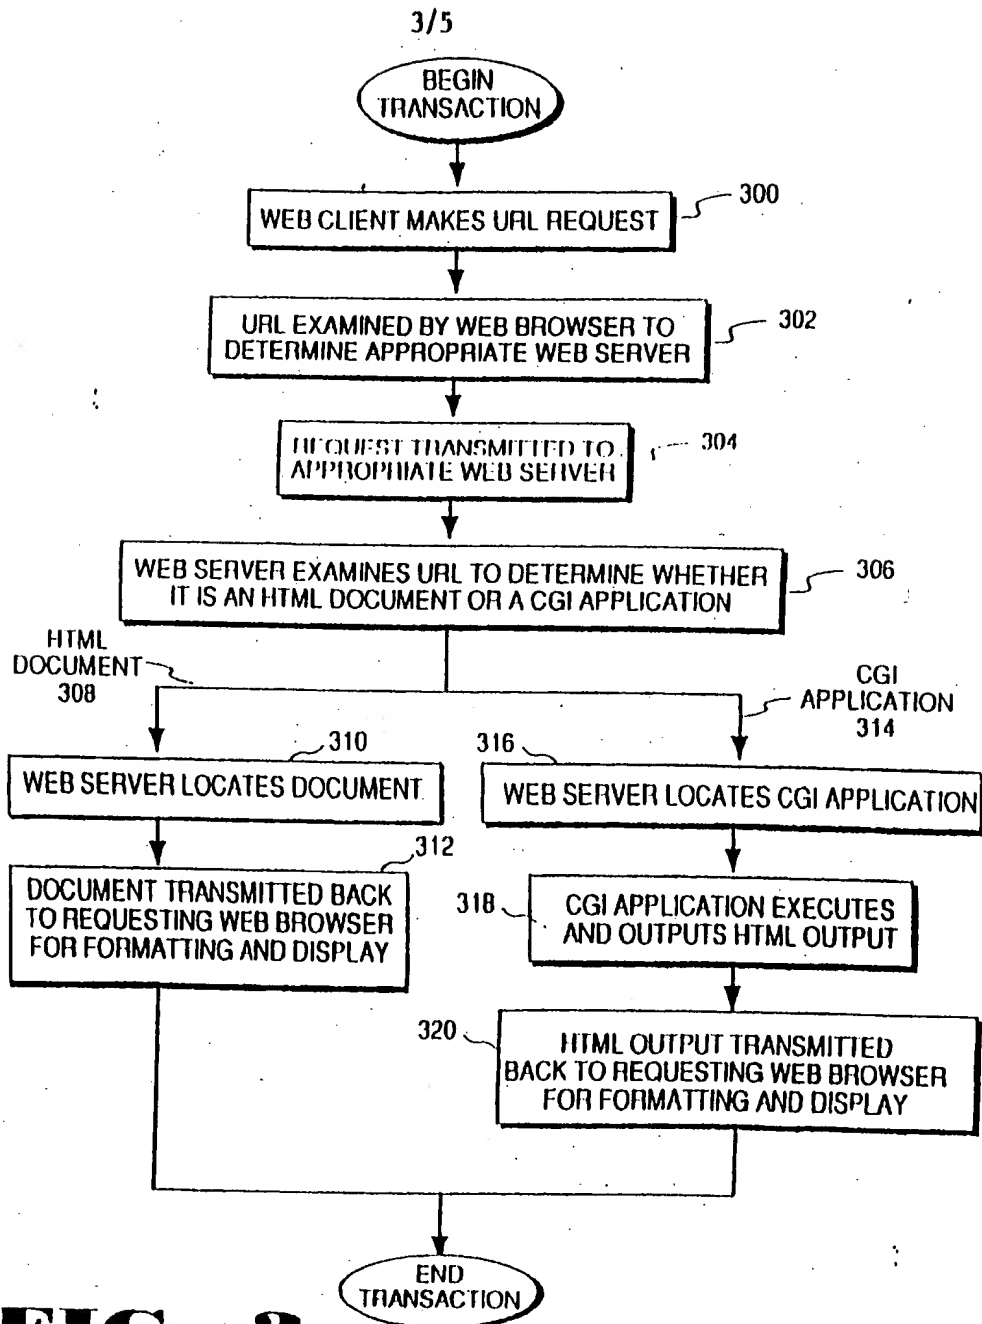 3/5
BEGIN
TRANSACTION
300
WEB CLIENT MAKES URL REQUEST
302
URL EXAMINED BY WEB BROWSER TO
DETERMINE APPROPRIATE WEB SERVER
304
REQUEST TRANSMITTED TO
APPROPRIATE WEB SERVER
306
WEB SERVER EXAMINES URL TO DETERMINE WHETHER
IT IS AN HTML DOCUMENT OR A CGI APPLICATION
HTML
DOCUMENT
308
CGI
APPLICATION
314
310
WEB SERVER LOCATES DOCUMENT
316
WEB SERVER LOCATES CGI APPLICATION
312
DOCUMENT TRANSMITTED BACK
TO REQUESTING WEB BROWSER
FOR FORMATTING AND DISPLAY
318
CGI APPLICATION EXECUTES
AND OUTPUTS HTML OUTPUT
320
HTML OUTPUT TRANSMITTED
BACK TO REQUESTING WEB BROWSER
FOR FORMATTING AND DISPLAY
END
TRANSACTION
FIG. 3